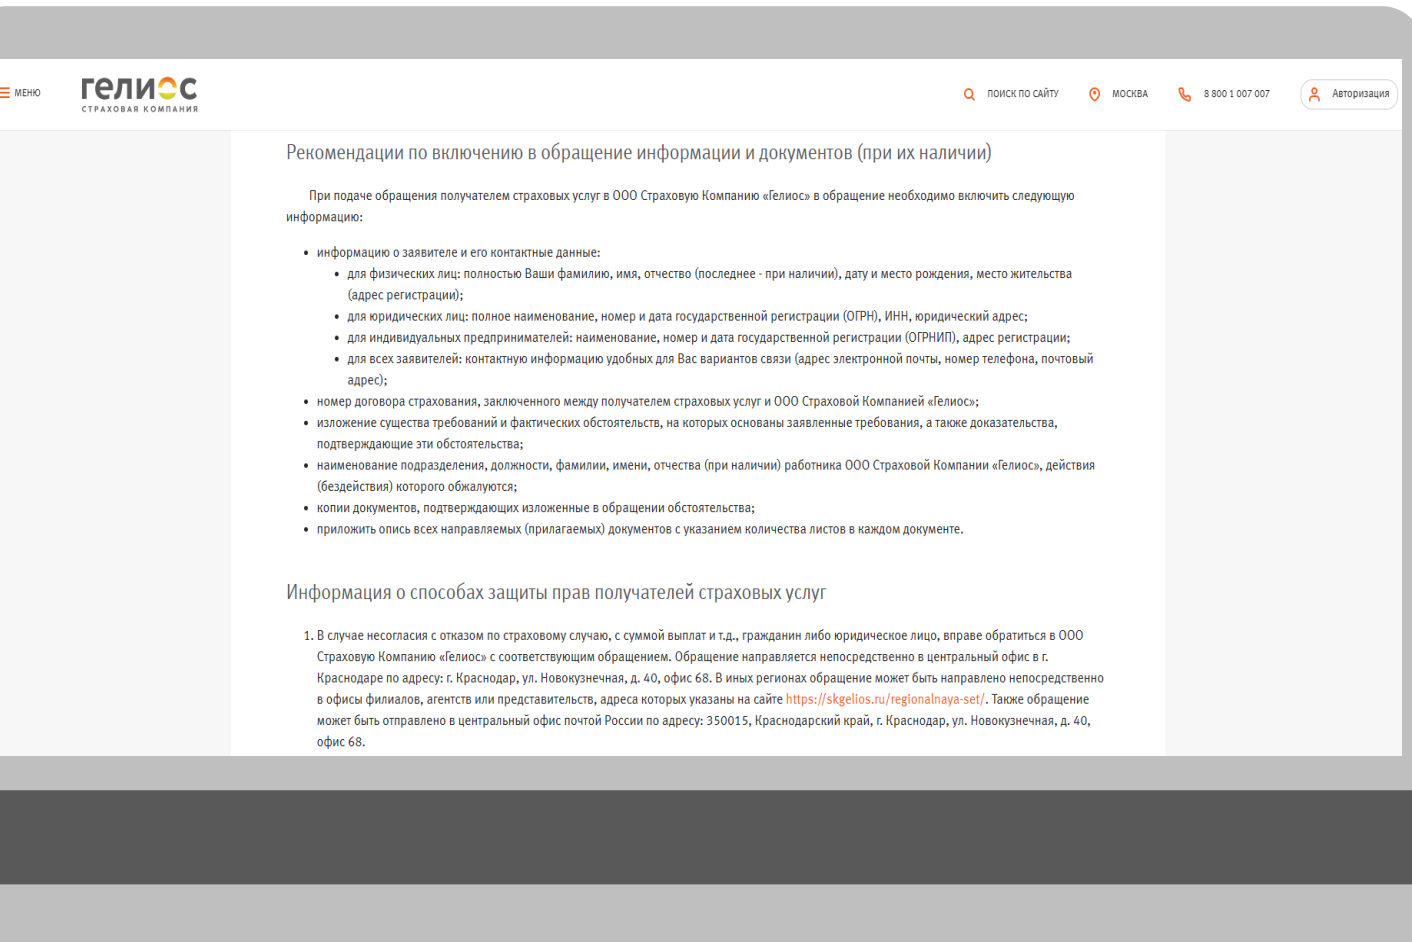 МЕНЮ
гелиос
СТРАХОВАЯ КОМПАНИЯ
ПОИСК ПО САЙТУ
МОСКВА
8 800 1 007 007
Авторизация
Рекомендации по включению в обращение информации и документов (при их наличии)
При подаче обращения получателем страховых услуг в ООО Страховую Компанию «Гелиос» в обращение необходимо включить следующую
информацию:
• информацию о заявителе и его контактные данные:
• для физических лиц: полностью Ваши фамилию, имя, отчество (последнее - при наличии), дату и место рождения, место жительства
(адрес регистрации);
• для юридических лиц: полное наименование, номер и дата государственной регистрации (ОГРН), ИНН, юридический адрес;
• для индивидуальных предпринимателей: наименование, номер и дата государственной регистрации (ОГРНИП), адрес регистрации;
• для всех заявителей: контактную информацию удобных для Вас вариантов связи (адрес электронной почты, номер телефона, почтовый
адрес);
• номер договора страхования, заключенного между получателем страховых услуг и ООО Страховой Компанией «Гелиос»;
• изложение существа требований и фактических обстоятельств, на которых основаны заявленные требования, а также доказательства,
подтверждающие эти обстоятельства;
• наименование подразделения, должности, фамилии, имени, отчества (при наличии) работника ООО Страховой Компании «Гелиос», действия
(бездействия) которого обжалуются;
• копии документов, подтверждающих изложенные в обращении обстоятельства;
• приложить опись всех направляемых (прилагаемых) документов с указанием количества листов в каждом документе.
Информация о способах защиты прав получателей страховых услуг
1. В случае несогласия с отказом по страховому случаю, с суммой выплат и т.д., гражданин либо юридическое лицо, вправе обратиться в ООО
Страховую Компанию «Гелиос» с соответствующим обращением. Обращение направляется непосредственно в центральный офис в г.
Краснодаре по адресу: г. Краснодар, ул. Новокузнечная, д. 40, офис 68. В иных регионах обращение может быть направлено непосредственно
в офисы филиалов, агентств или представительств, адреса которых указаны на сайте https://skgelios.ru/regionalnaya-set/. Также обращение
может быть отправлено в центральный офис почтой России по адресу: 350015, Краснодарский край, г. Краснодар, ул. Новокузнечная, д. 40,
офис 68.